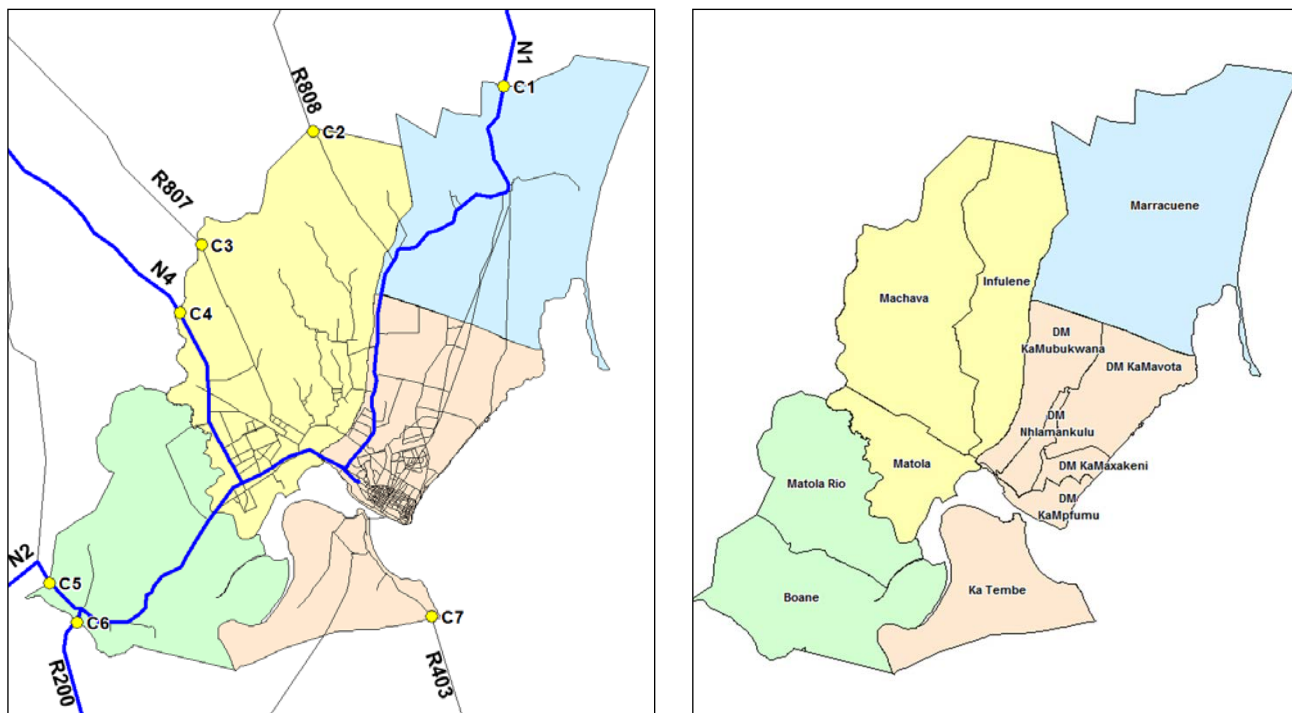 N1
C1
R808
C2
R807
C3
N4
C4
N2
C5
C6
C7
R200
R403
Marracuene
Infulene
Machava
DM
KaMubukwana
DM KaMavota
DM
Nhlamankulu
Matola
DM KaMaxakeni
Matola Rio
DM
KaMpfumu
Ka Tembe
Boane